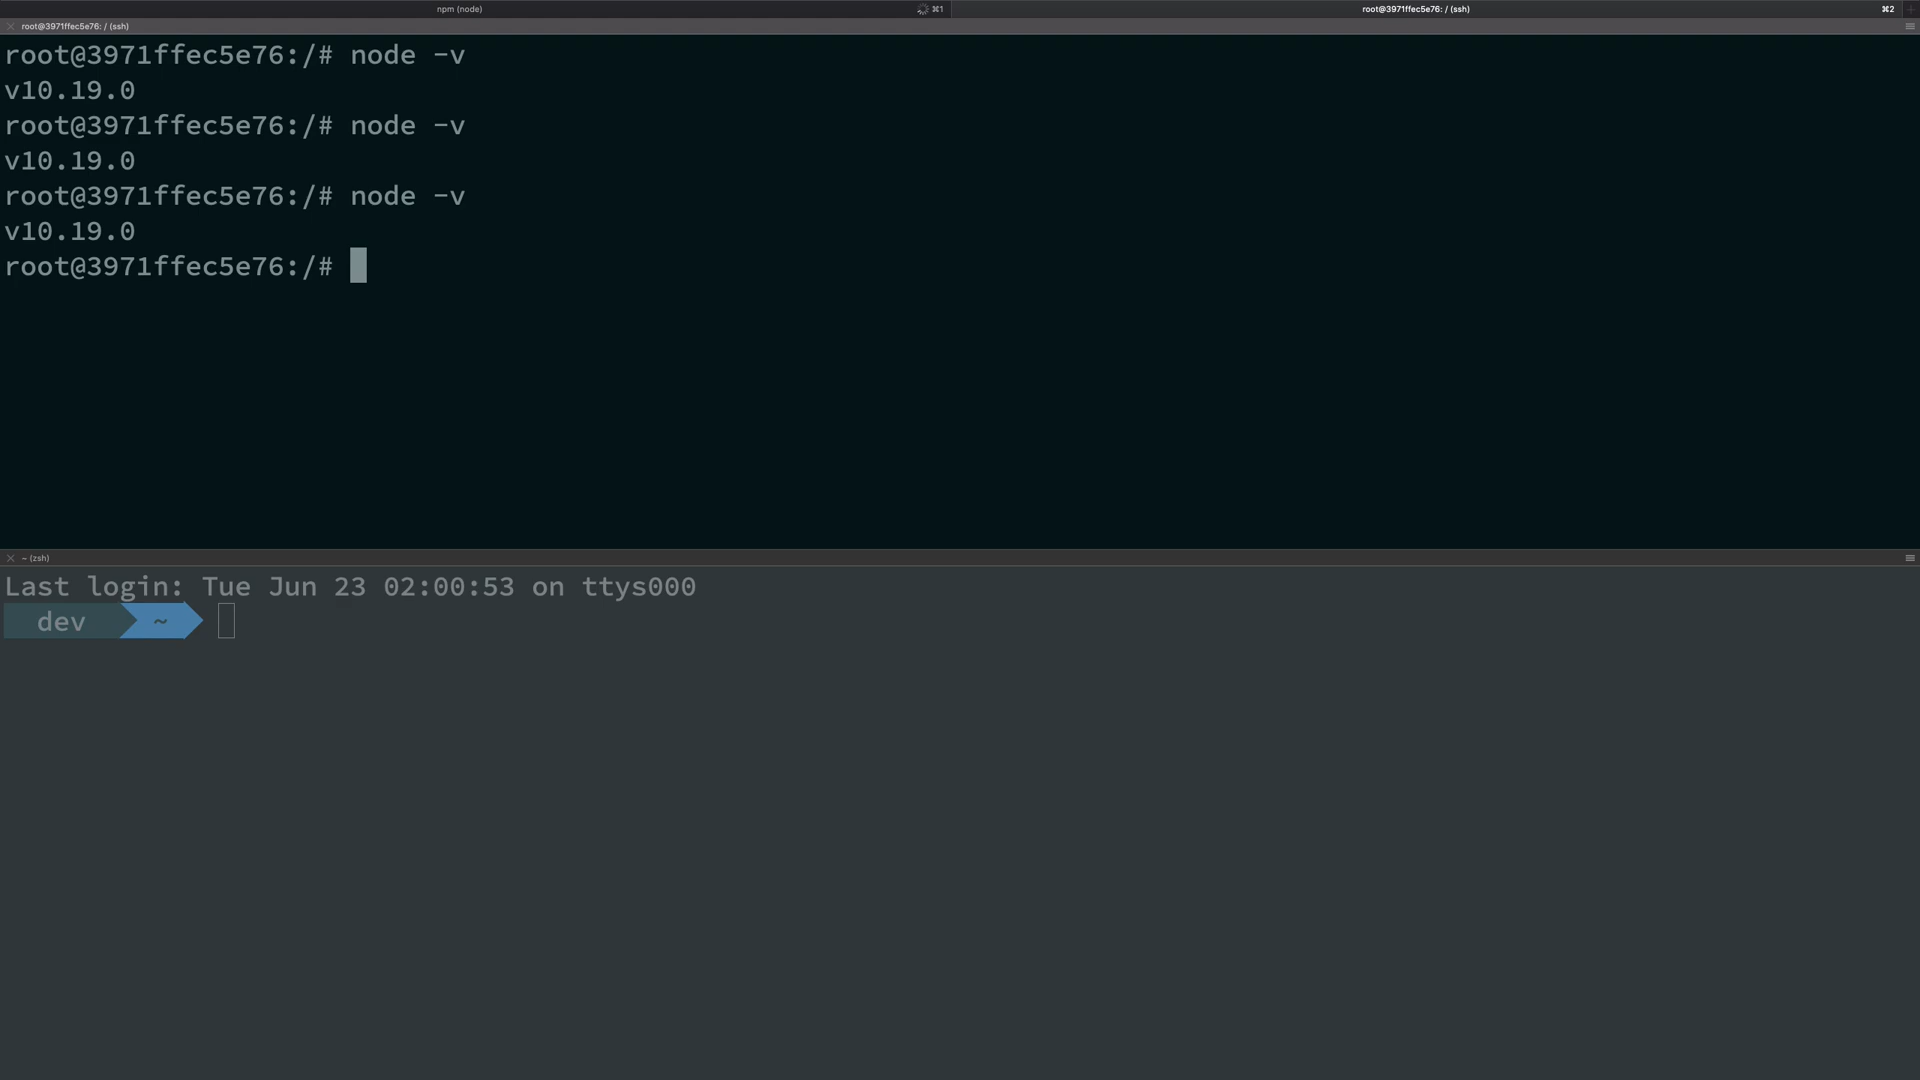 npm (node) ⌘1 root@3971ffec5e76: / (ssh) ⌘2
root@3971ffec5e76: / (ssh)
root@3971ffec5e76:/# node -v
v10.19.0
root@3971ffec5e76:/# node -v
v10.19.0
root@3971ffec5e76:/# node -v
v10.19.0
root@3971ffec5e76:/#
~ (zsh)
Last login: Tue Jun 23 02:00:53 on ttys000
dev ~